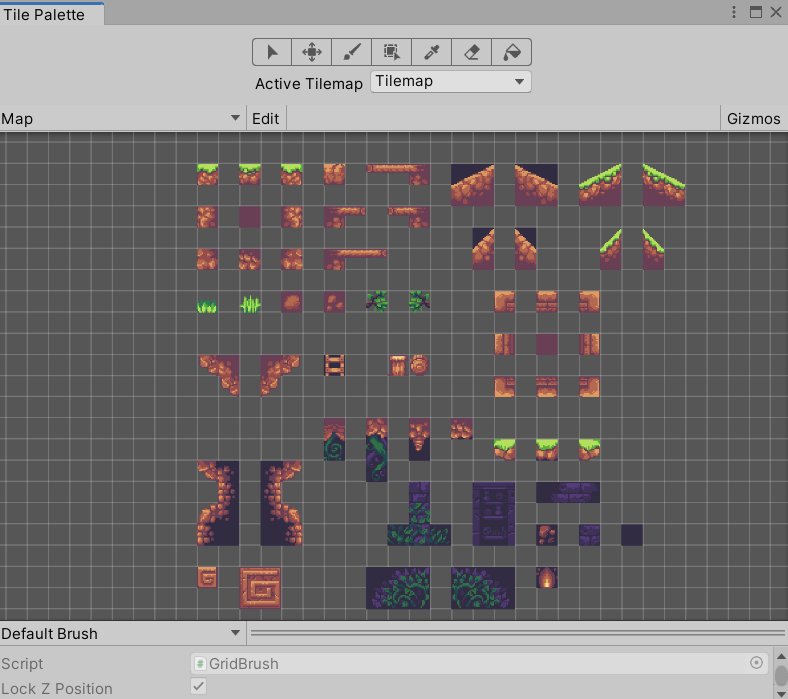 Tile Palette
Active Tilemap Tilemap
Map Edit Gizmos
Default Brush
Script # GridBrush
Lock Z Position